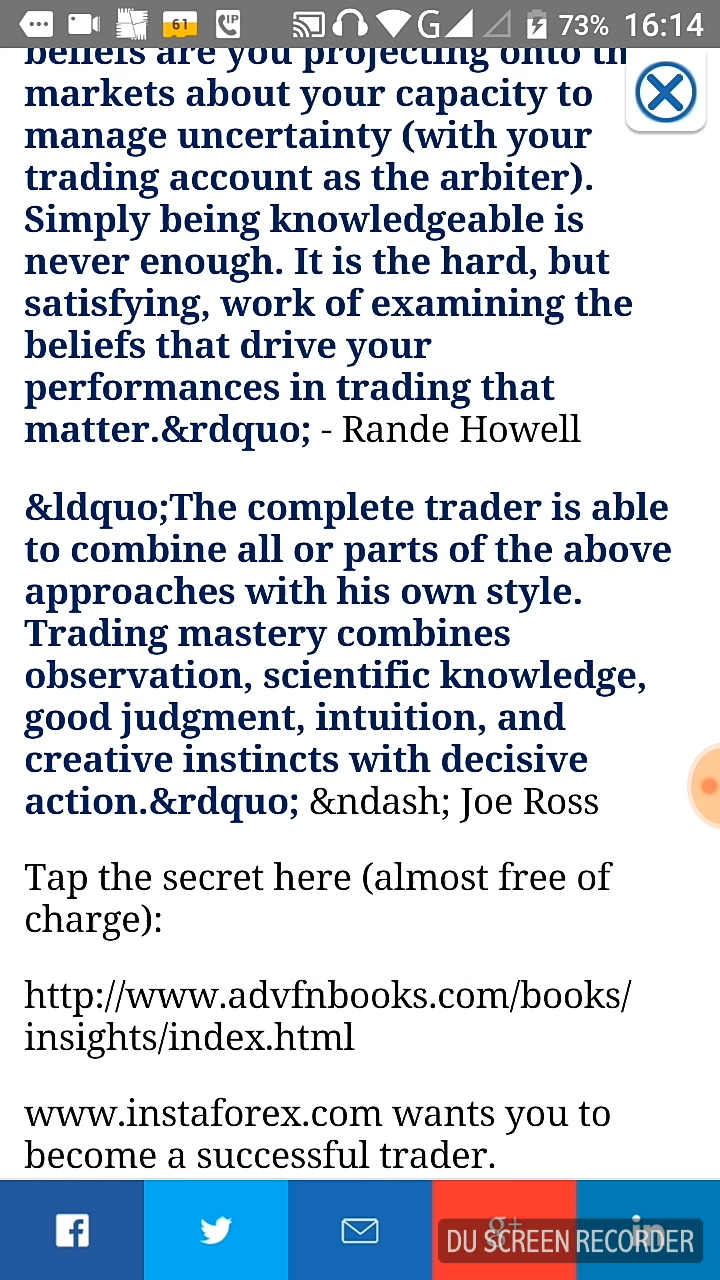 61 IP G 73% 16:14
beliefs are you projecting onto th
markets about your capacity to
manage uncertainty (with your
trading account as the arbiter).
Simply being knowledgeable is
never enough. It is the hard, but
satisfying, work of examining the
beliefs that drive your
performances in trading that
matter.&rdquo; - Rande Howell
&ldquo;The complete trader is able
to combine all or parts of the above
approaches with his own style.
Trading mastery combines
observation, scientific knowledge,
good judgment, intuition, and
creative instincts with decisive
action.&rdquo; &ndash; Joe Ross
Tap the secret here (almost free of
charge):
http://www.advfnbooks.com/books/
insights/index.html
www.instaforex.com wants you to
become a successful trader.
g+ in
DU SCREEN RECORDER